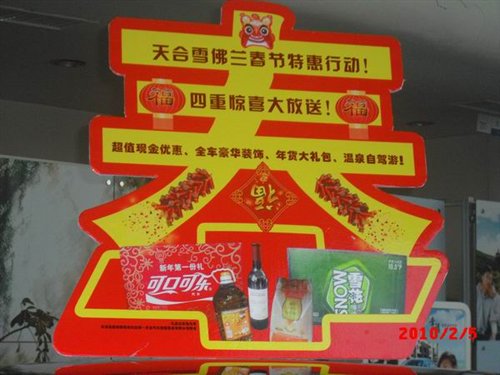 天合雪佛兰春节特惠行动!
四重惊喜大放送!
福
福
超值现金优惠、全车豪华装饰、年货大礼包、温泉自驾游!
福
新年第一份礼
可口可乐
雪花
MONS
2010/2/5